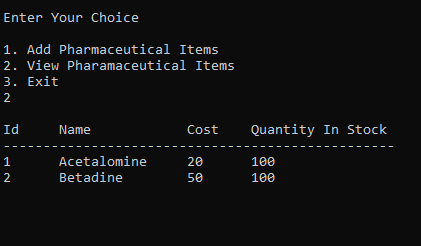 Enter Your Choice
1. Add Pharmaceutical Items
2. View Pharamaceutical Items
3. Exit
2
Id Name Cost Quantity In Stock
-------------------------------------------------
1 Acetalomine 20 100
2 Betadine 50 100